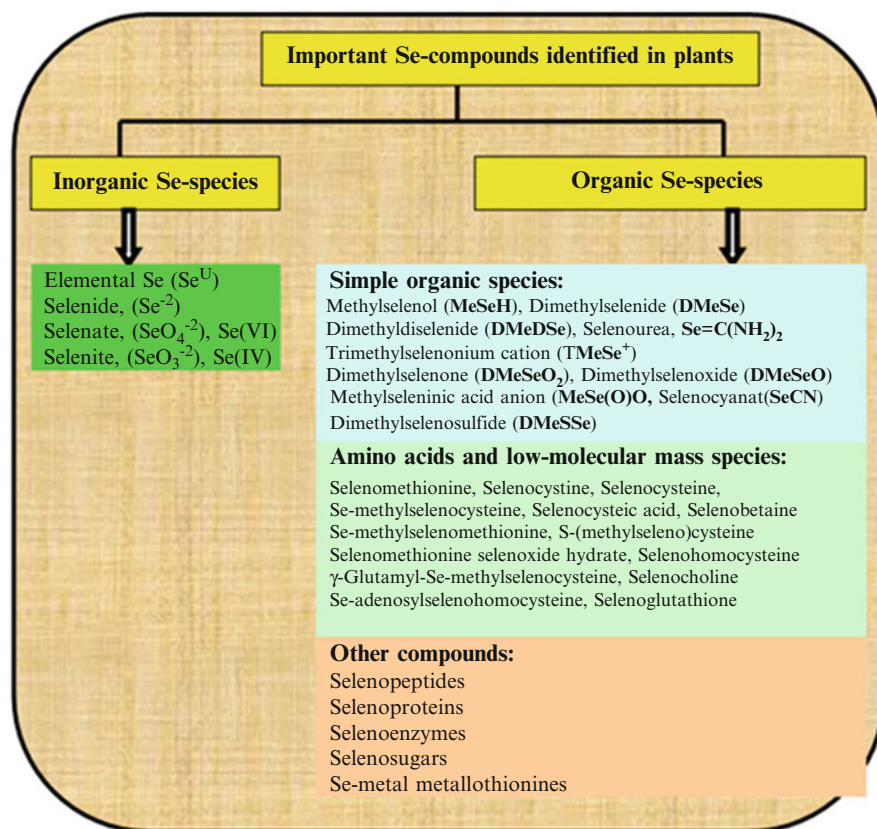 Important Se-compounds identified in plants
Inorganic Se-species
Organic Se-species
Elemental Se (Se^U)
Selenide, (Se^-2)
Selenate, (SeO₄^-2), Se(VI)
Selenite, (SeO₃^-2), Se(IV)
Simple organic species:
Methylselenol (MeSeH), Dimethylselenide (DMeSe)
Dimethyldiselenide (DMeDSe), Selenourea, Se=C(NH₂)₂
Trimethylselenonium cation (TMeSe⁺)
Dimethylselenone (DMeSeO₂), Dimethylselenoxide (DMeSeO)
Methylseleninic acid anion (MeSe(O)O, Selenocyanat(SeCN)
Dimethylselenosulfide (DMeSSe)
Amino acids and low-molecular mass species:
Selenomethionine, Selenocystine, Selenocysteine,
Se-methylselenocysteine, Selenocysteic acid, Selenobetaine
Se-methylselenomethionine, S-(methylseleno)cysteine
Selenomethionine selenoxide hydrate, Selenohomocysteine
γ-Glutamyl-Se-methylselenocysteine, Selenocholine
Se-adenosylselenohomocysteine, Selenoglutathione
Other compounds:
Selenopeptides
Selenoproteins
Selenoenzymes
Selenosugars
Se-metal metallothionines